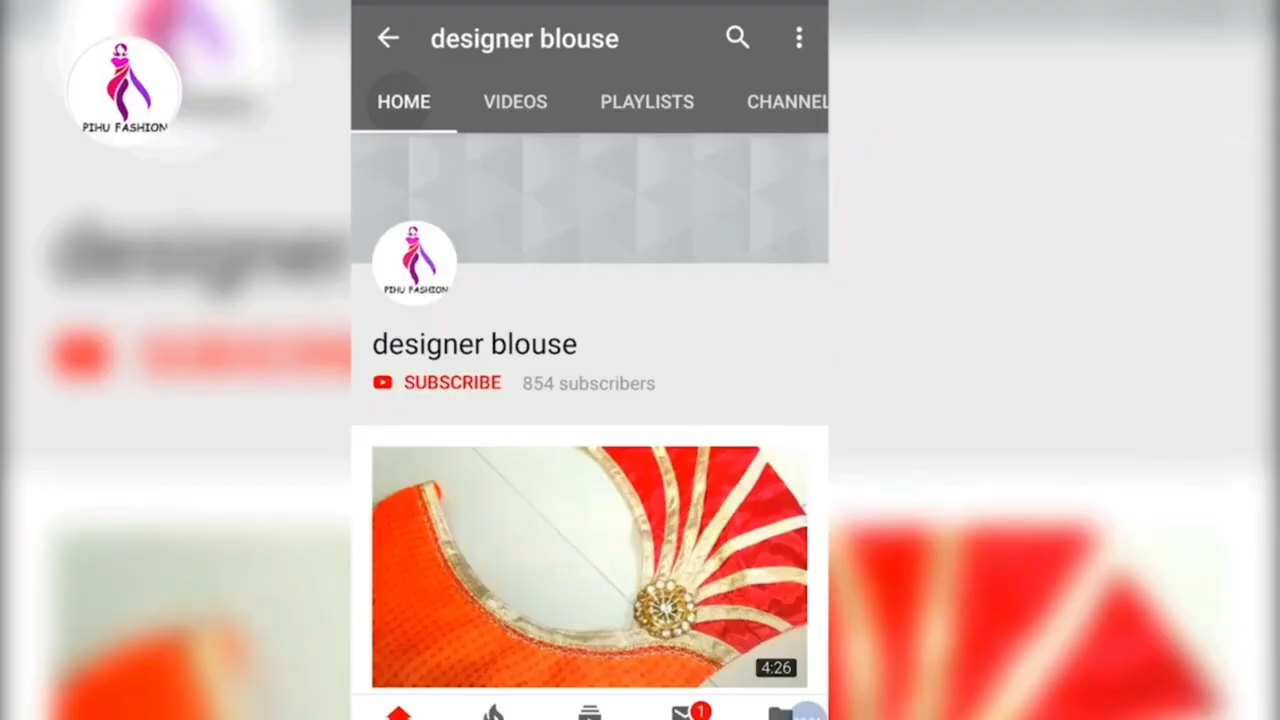 PIHU FASHION
designer blouse
HOME VIDEOS PLAYLISTS CHANNEL
PIHU FASHION
designer blouse
SUBSCRIBE 854 subscribers
4:26
1